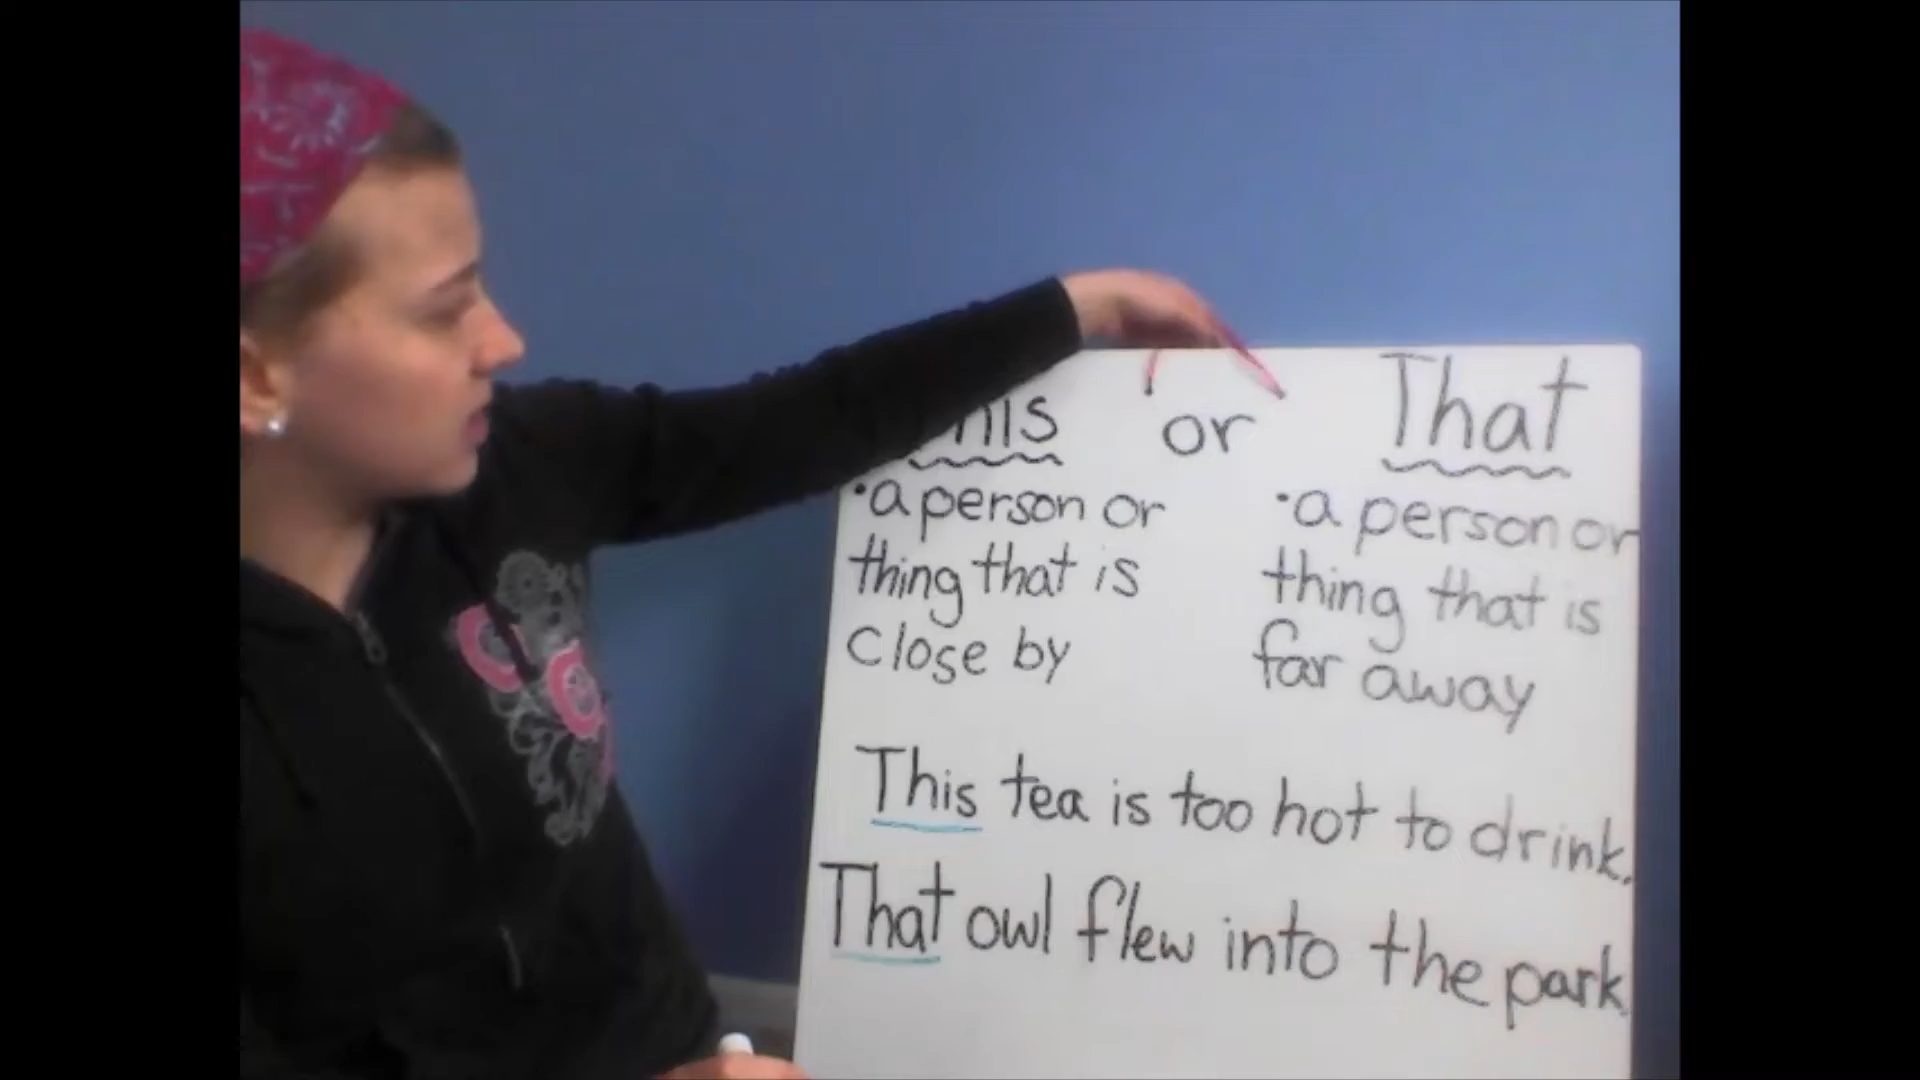 This or That
• a person or
thing that is
close by
• a person or
thing that is
far away
This tea is too hot to drink.
That owl flew into the park.